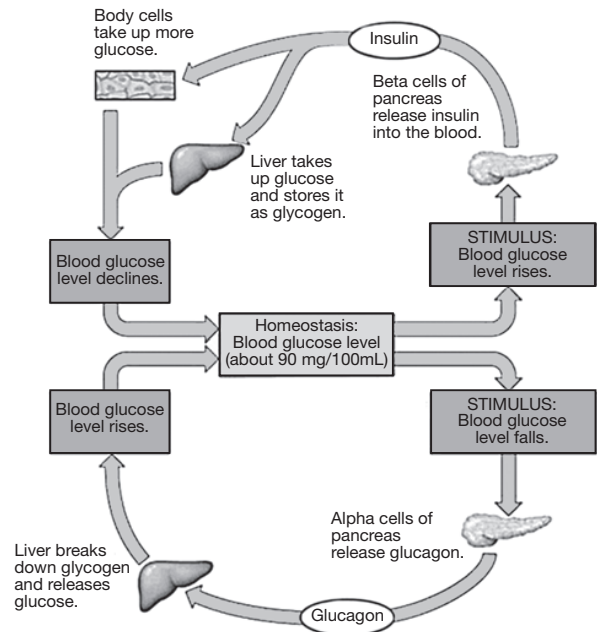 Body cells
take up more
glucose.
Insulin
Beta cells of
pancreas
release insulin
into the blood.
Liver takes
up glucose
and stores it
as glycogen.
STIMULUS:
Blood glucose
level rises.
Blood glucose
level declines.
Homeostasis:
Blood glucose level
(about 90 mg/100mL)
Blood glucose
level rises.
STIMULUS:
Blood glucose
level falls.
Alpha cells of
pancreas
release glucagon.
Liver breaks
down glycogen
and releases
glucose.
Glucagon